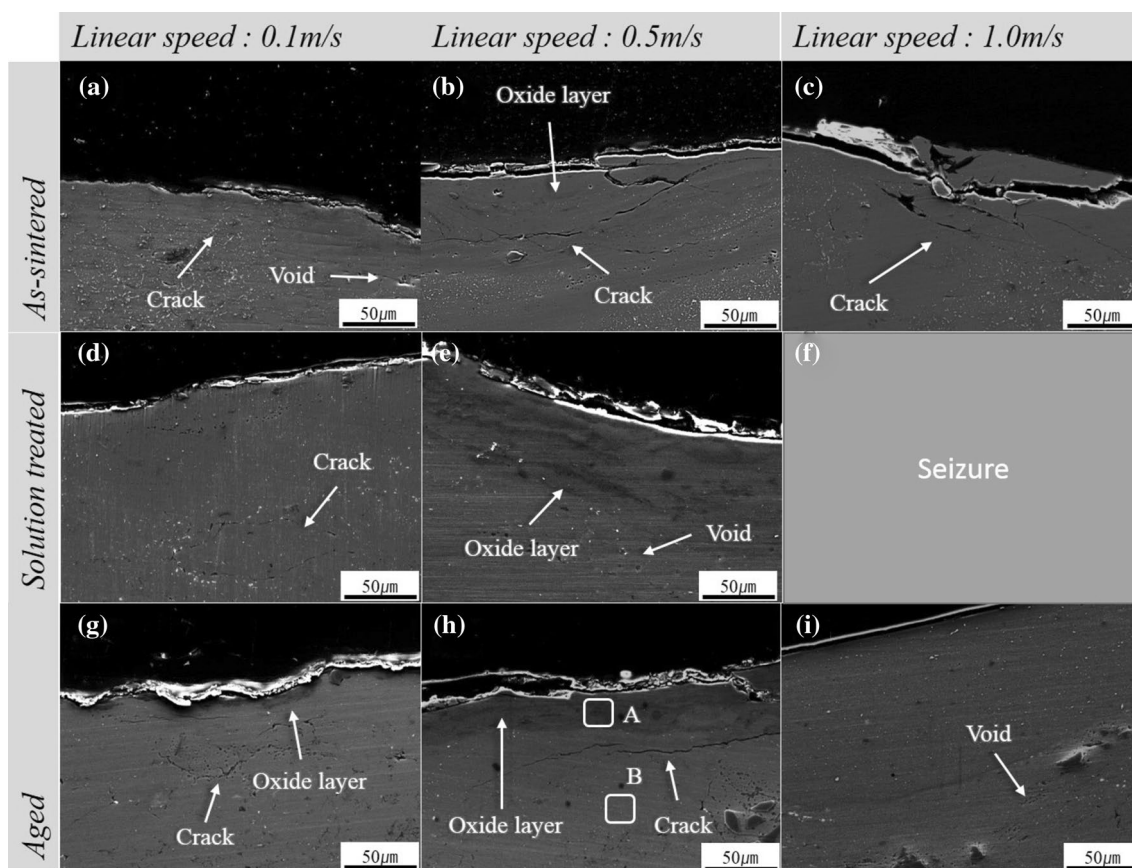 Linear speed : 0.1m/s
Linear speed : 0.5m/s
Linear speed : 1.0m/s
As-sintered
(a)
Crack
Void
50μm
(b)
Oxide layer
Crack
50μm
(c)
Crack
50μm
Solution treated
(d)
Crack
50μm
(e)
Oxide layer
Void
50μm
(f)
Seizure
Aged
(g)
Oxide layer
Crack
50μm
(h)
A
B
Oxide layer
Crack
50μm
(i)
Void
50μm